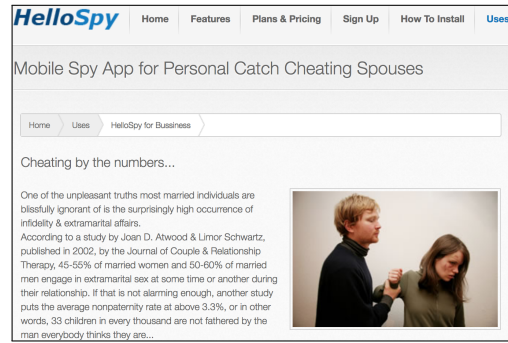 HelloSpy
Home Features Plans & Pricing Sign Up How To Install Uses
Mobile Spy App for Personal Catch Cheating Spouses
Home Uses HelloSpy for Bussiness
Cheating by the numbers...
One of the unpleasant truths most married individuals are
blissfully ignorant of is the surprisingly high occurrence of
infidelity & extramarital affairs.
According to a study by Joan D. Atwood & Limor Schwartz,
published in 2002, by the Journal of Couple & Relationship
Therapy, 45-55% of married women and 50-60% of married
men engage in extramarital sex at some time or another during
their relationship. If that is not alarming enough, another study
puts the average nonpaternity rate at above 3.3%, or in other
words, 33 children in every thousand are not fathered by the
man everybody thinks they are...